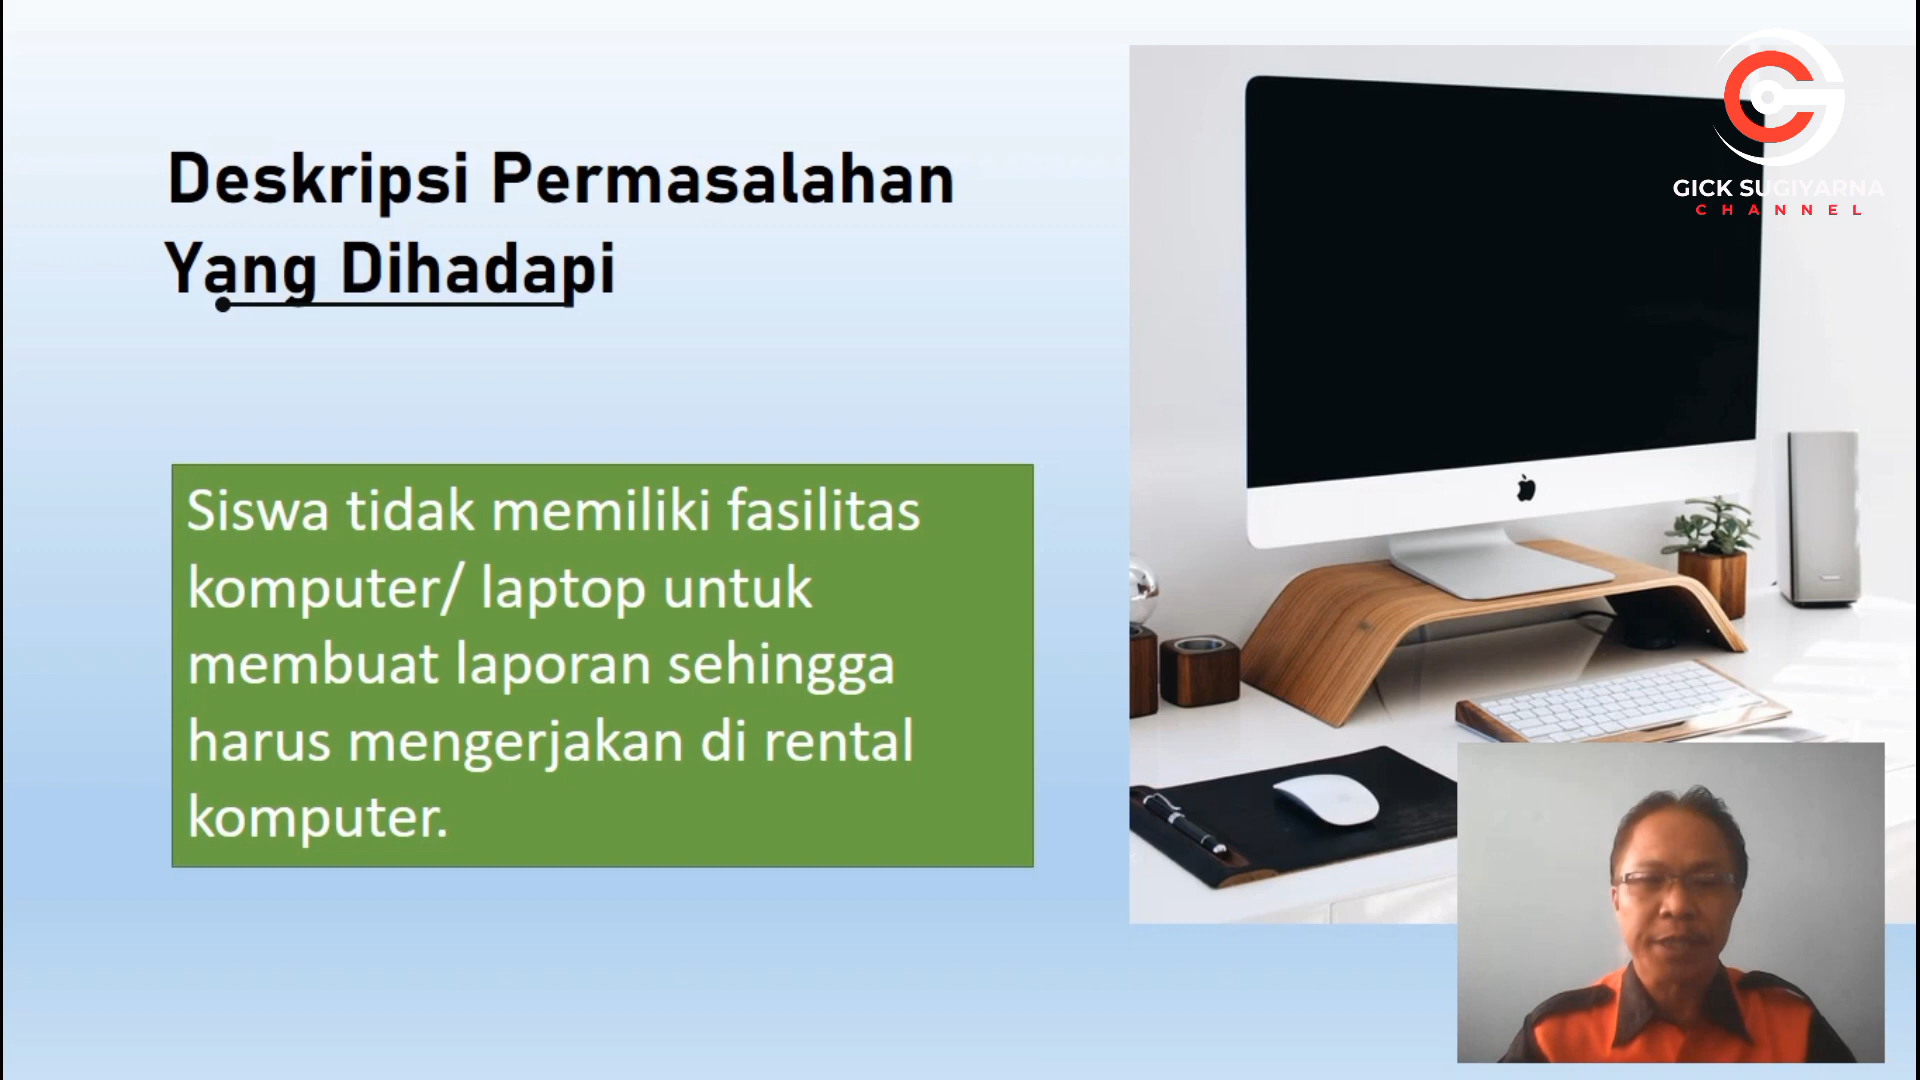 Deskripsi Permasalahan
Yang Dihadapi
Siswa tidak memiliki fasilitas
komputer/ laptop untuk
membuat laporan sehingga
harus mengerjakan di rental
komputer.
GICK SUGIYARNA
CHANNEL